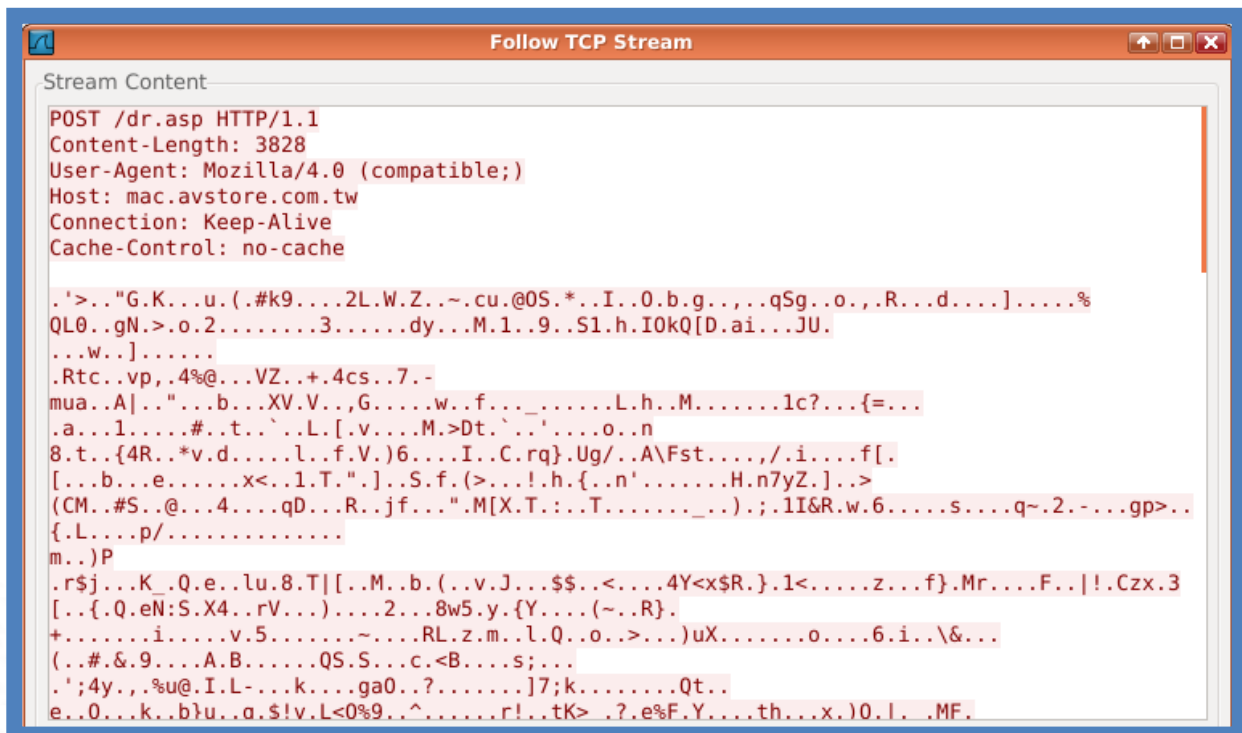 Follow TCP Stream
Stream Content
POST /dr.asp HTTP/1.1
Content-Length: 3828
User-Agent: Mozilla/4.0 (compatible;)
Host: mac.avstore.com.tw
Connection: Keep-Alive
Cache-Control: no-cache
.'>.."G.K...u.(.#k9....2L.W.Z..~.cu.@OS.*..I..O.b.g..,..qSg..o.,.R...d....].....%
QL0..gN.>.o.2........3......dy...M.1..9..S1.h.IOkQ[D.ai...JU.
...w..]......
.Rtc..vp,.4%@...VZ..+.4cs..7.-
mua..A|.."...b...XV.V..,G.....w..f..._......L.h..M.......1c?...{=...
.a...1.....#..t..`..L.[.v....M.>Dt.`..'....o..n
8.t..{4R..*v.d.....l..f.V.)6....I..C.rq}.Ug/..A\Fst....,/.i....f[.
[...b...e......x<..1.T.".]..S.f.(>...!.h.{..n'.......H.n7yZ.]..>
(CM..#S..@...4....qD...R..jf...".M[X.T.:..T......._..).;.1I&R.w.6.....s....q~.2.-...gp>..
{.L....p/..............
m..)P
.r$j...K_.Q.e..lu.8.T|[..M..b.(..v.J...$$..<....4Y<x$R.}.1<.....z...f}.Mr....F..|!.Czx.3
[..{.Q.eN:S.X4..rV...)....2...8w5.y.{Y....(~..R}.
+.......i.....v.5.......~....RL.z.m..l.Q..o..>...)uX.......o....6.i..\&...
(..#.&.9....A.B......QS.S...c.<B....s;...
.';4y.,.%u@.I.L-...k....gaO..?.......]7;k........Qt..
e..O...k..b}u..g.$!v.L<O%9..^......r!..tK>_.?.e%F.Y....th...x.)O.|._.MF.